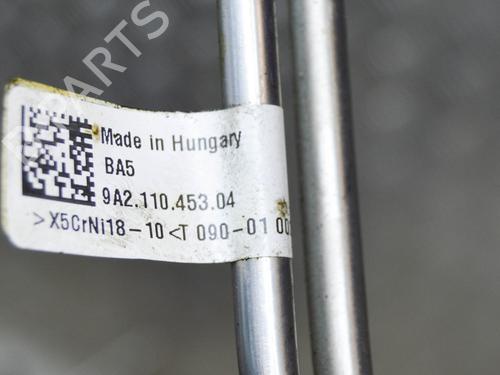 Made in Hungary
BA5
9A2.110.453.04
>X5CrNi18-10<T 090-01 00